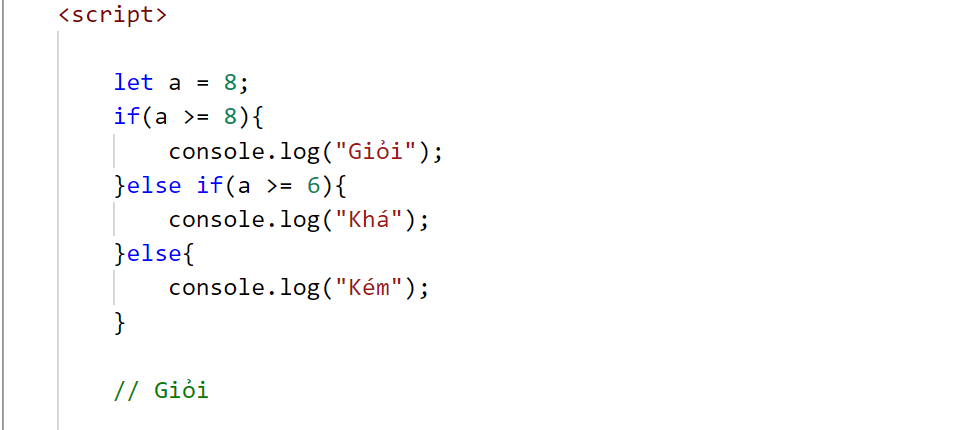 <script>
let a = 8;
if(a >= 8){
console.log("Giỏi");
}else if(a >= 6){
console.log("Khá");
}else{
console.log("Kém");
}
// Giỏi